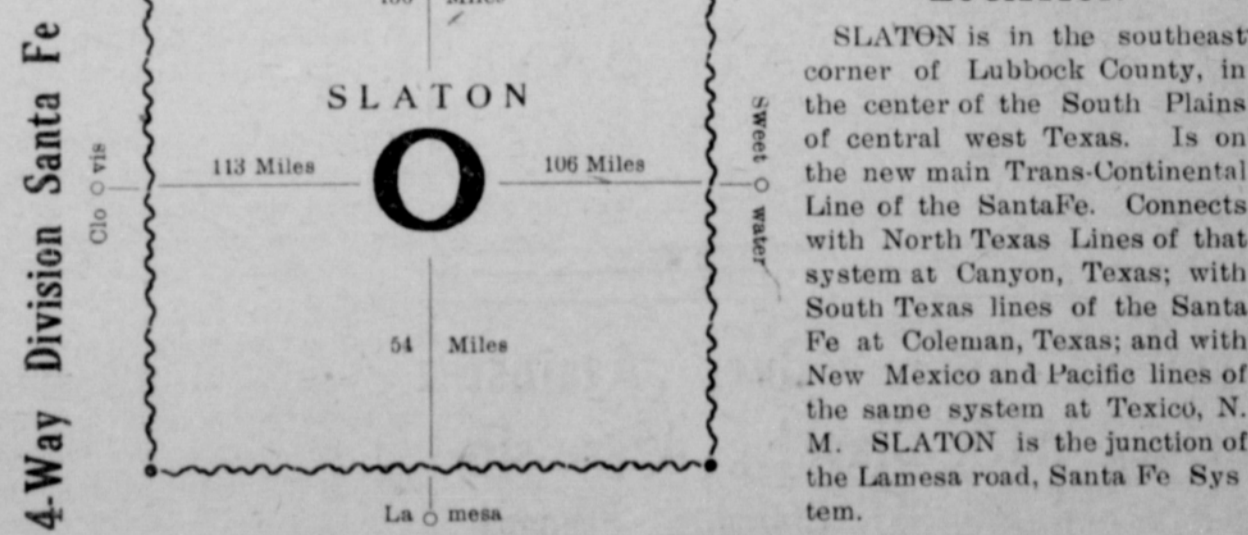 4-Way Division Santa Fe
Miles
SLATON
O
113 Miles
106 Miles
Clo vis
Sweet water
54 Miles
La mesa
SLATON is in the southeast
corner of Lubbock County, in
the center of the South Plains
of central west Texas. Is on
the new main Trans-Continental
Line of the SantaFe. Connects
with North Texas Lines of that
system at Canyon, Texas; with
South Texas lines of the Santa
Fe at Coleman, Texas; and with
New Mexico and Pacific lines of
the same system at Texico, N.
M. SLATON is the junction of
the Lamesa road, Santa Fe Sys
tem.